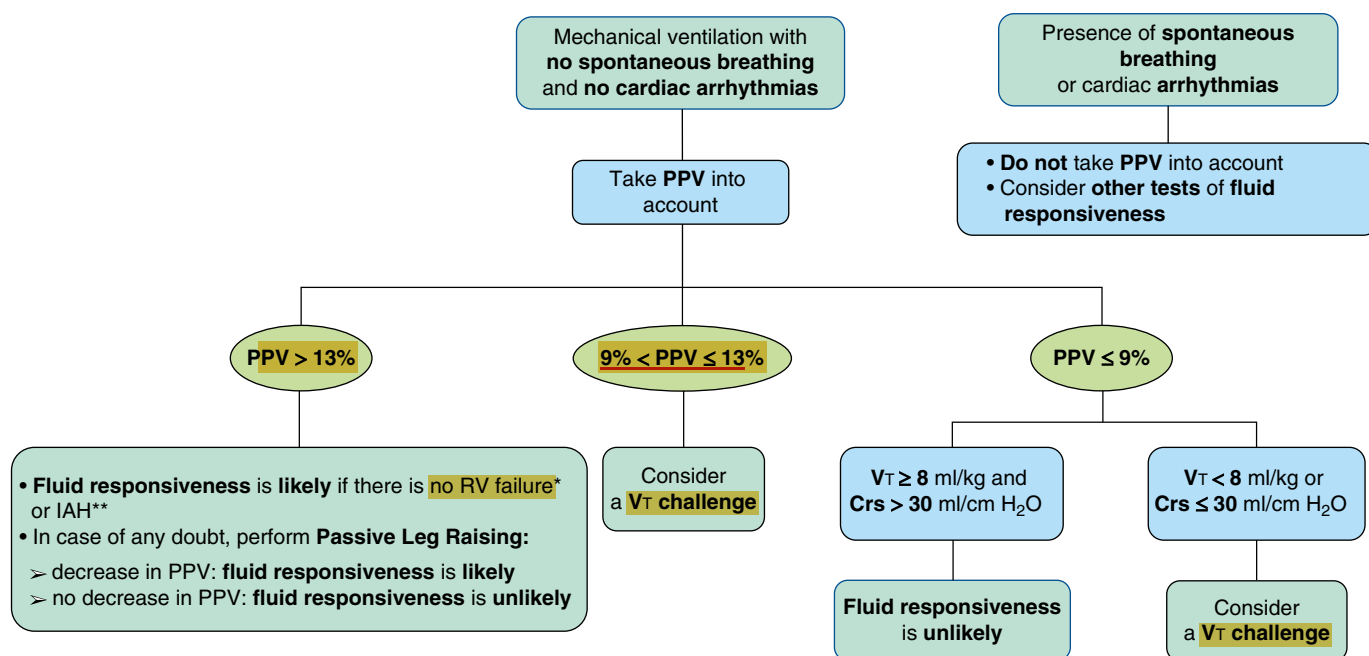 Mechanical ventilation with
no spontaneous breathing
and no cardiac arrhythmias
Presence of spontaneous
breathing
or cardiac arrhythmias
Take PPV into
account
• Do not take PPV into account
• Consider other tests of fluid
responsiveness
PPV > 13%
9% < PPV ≤ 13%
PPV ≤ 9%
• Fluid responsiveness is likely if there is no RV failure*
or IAH**
• In case of any doubt, perform Passive Leg Raising:
➢ decrease in PPV: fluid responsiveness is likely
➢ no decrease in PPV: fluid responsiveness is unlikely
Consider
a VT challenge
VT ≥ 8 ml/kg and
Crs > 30 ml/cm H₂O
VT < 8 ml/kg or
Crs ≤ 30 ml/cm H₂O
Fluid responsiveness
is unlikely
Consider
a VT challenge